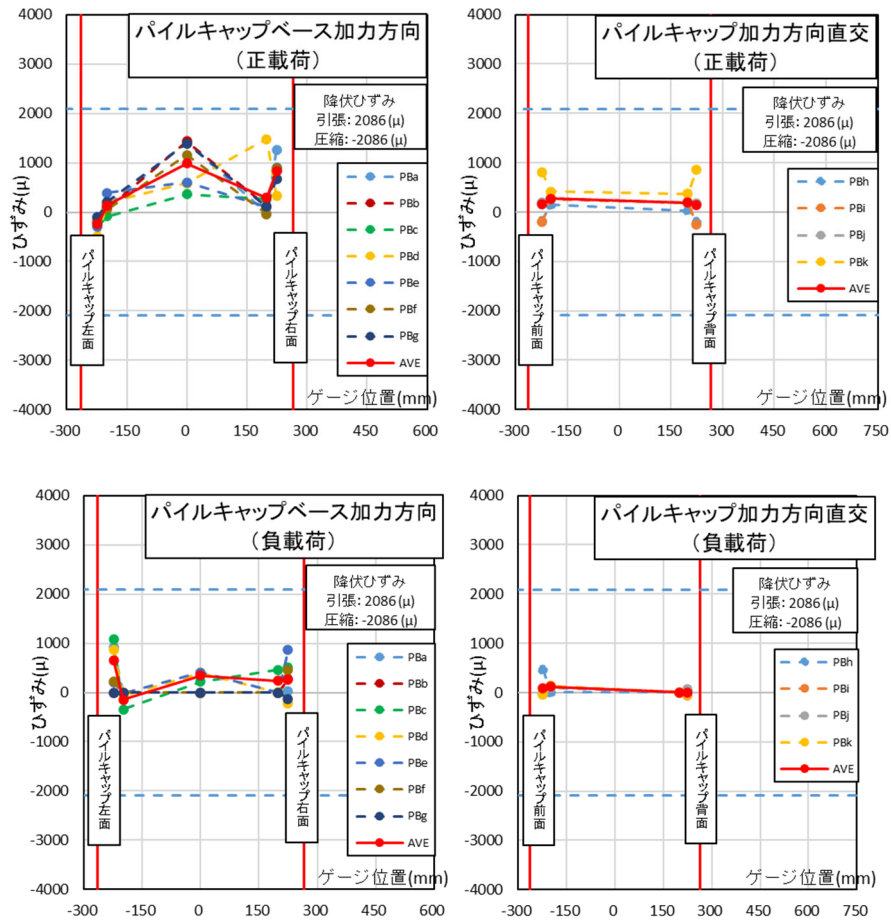 パイルキャップベース加力方向
（正載荷）
降伏ひずみ
引張: 2086 (μ)
圧縮: -2086 (μ)
4000
3000
2000
1000
0
-1000
-2000
-3000
-4000
ひずみ(μ)
PBa
PBb
PBc
PBd
PBe
PBf
PBg
AVE
パイルキャップ左面
パイルキャップ右面
ゲージ位置(mm)
-300 -150 0 150 300 450 600
パイルキャップ加力方向直交
（正載荷）
降伏ひずみ
引張: 2086 (μ)
圧縮: -2086 (μ)
4000
3000
2000
1000
0
-1000
-2000
-3000
-4000
ひずみ(μ)
PBh
PBi
PBj
PBk
AVE
パイルキャップ前面
パイルキャップ背面
ゲージ位置(mm)
-300 -150 0 150 300 450 600 750
パイルキャップベース加力方向
（負載荷）
降伏ひずみ
引張: 2086 (μ)
圧縮: -2086 (μ)
4000
3000
2000
1000
0
-1000
-2000
-3000
-4000
ひずみ(μ)
PBa
PBb
PBc
PBd
PBe
PBf
PBg
AVE
パイルキャップ左面
パイルキャップ右面
ゲージ位置(mm)
-300 -150 0 150 300 450 600
パイルキャップ加力方向直交
（負載荷）
降伏ひずみ
引張: 2086 (μ)
圧縮: -2086 (μ)
4000
3000
2000
1000
0
-1000
-2000
-3000
-4000
ひずみ(μ)
PBh
PBi
PBj
PBk
AVE
パイルキャップ前面
パイルキャップ背面
ゲージ位置(mm)
-300 -150 0 150 300 450 600 750